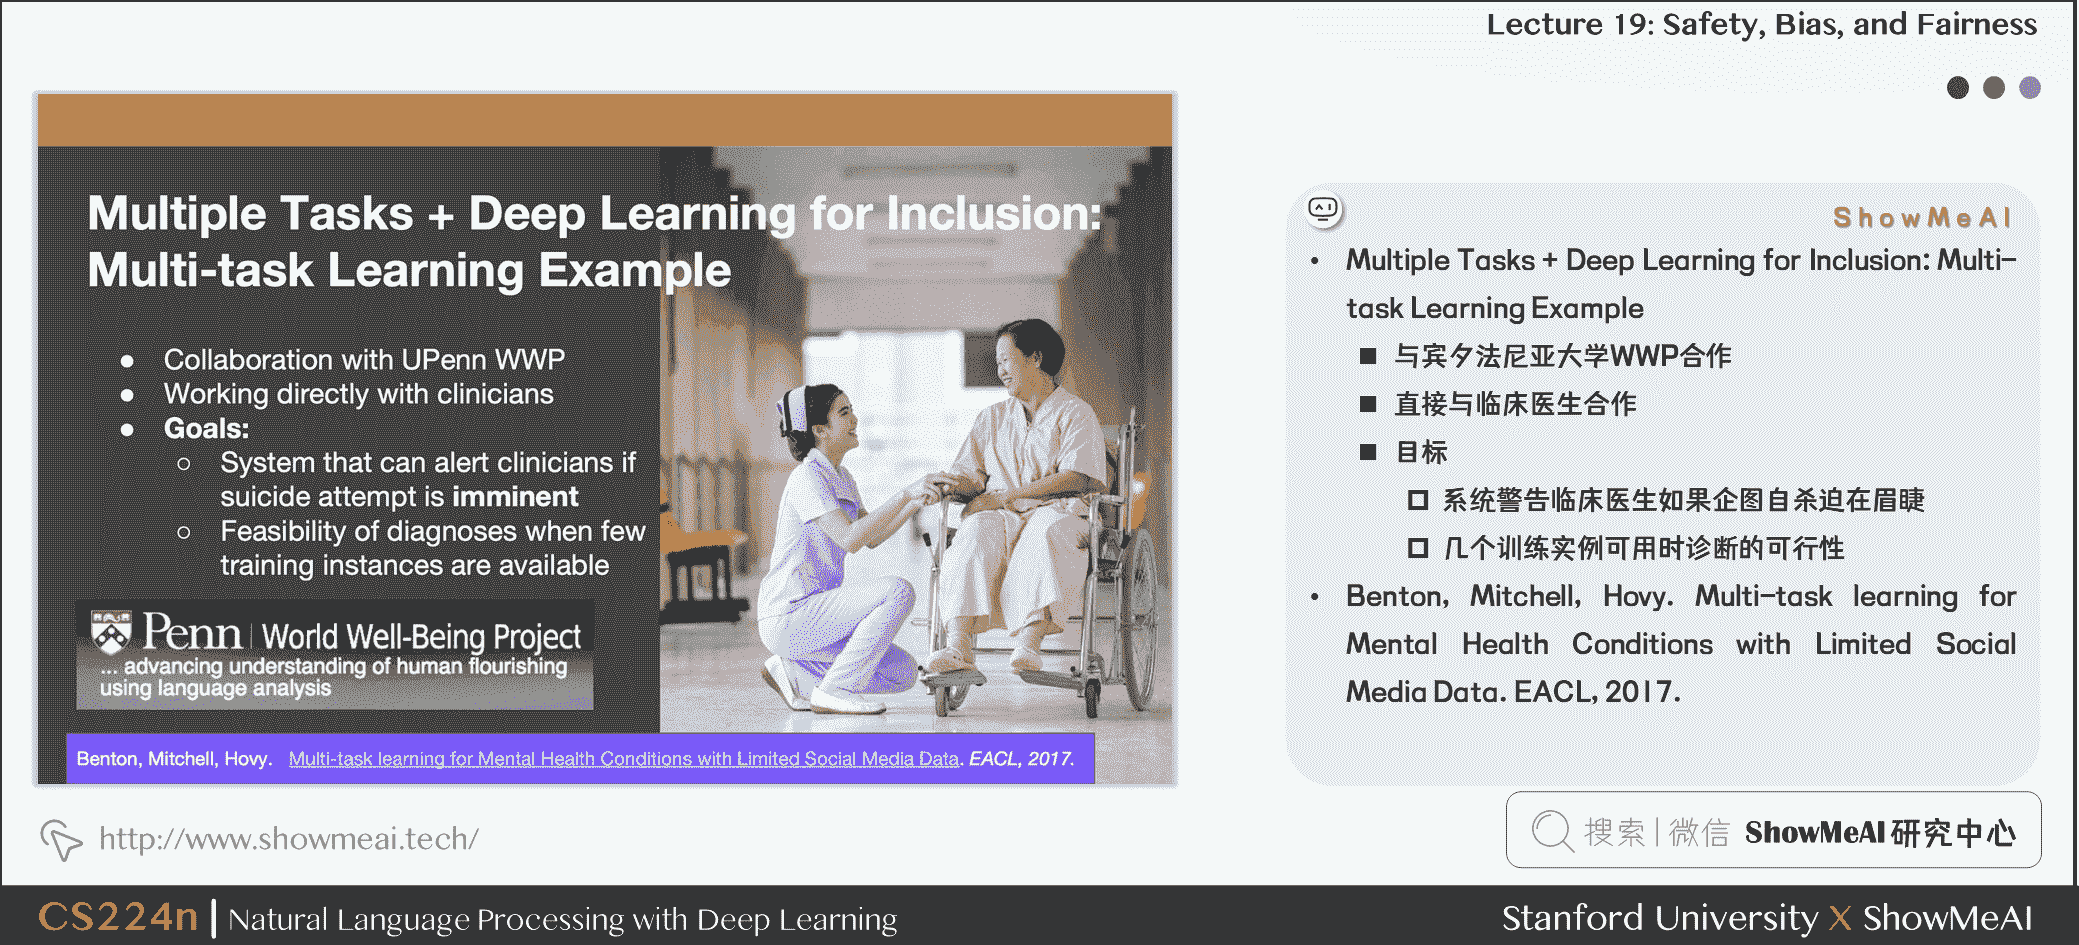 Lecture 19: Safety, Bias, and Fairness
Multiple Tasks + Deep Learning for Inclusion:
Multi-task Learning Example
● Collaboration with UPenn WWP
● Working directly with clinicians
● Goals:
○ System that can alert clinicians if
suicide attempt is imminent
○ Feasibility of diagnoses when few
training instances are available
Penn | World Well-Being Project
... advancing understanding of human flourishing
using language analysis
Benton, Mitchell, Hovy. Multi-task learning for Mental Health Conditions with Limited Social Media Data. EACL, 2017.
ShowMeAI
• Multiple Tasks + Deep Learning for Inclusion: Multi-
task Learning Example
■ 与宾夕法尼亚大学WWP合作
■ 直接与临床医生合作
■ 目标
□ 系统警告临床医生如果企图自杀迫在眉睫
□ 几个训练实例可用时诊断的可行性
• Benton, Mitchell, Hovy. Multi-task learning for
Mental Health Conditions with Limited Social
Media Data. EACL, 2017.
http://www.showmeai.tech/
搜索 | 微信 ShowMeAI 研究中心
CS224n | Natural Language Processing with Deep Learning
Stanford University X ShowMeAI